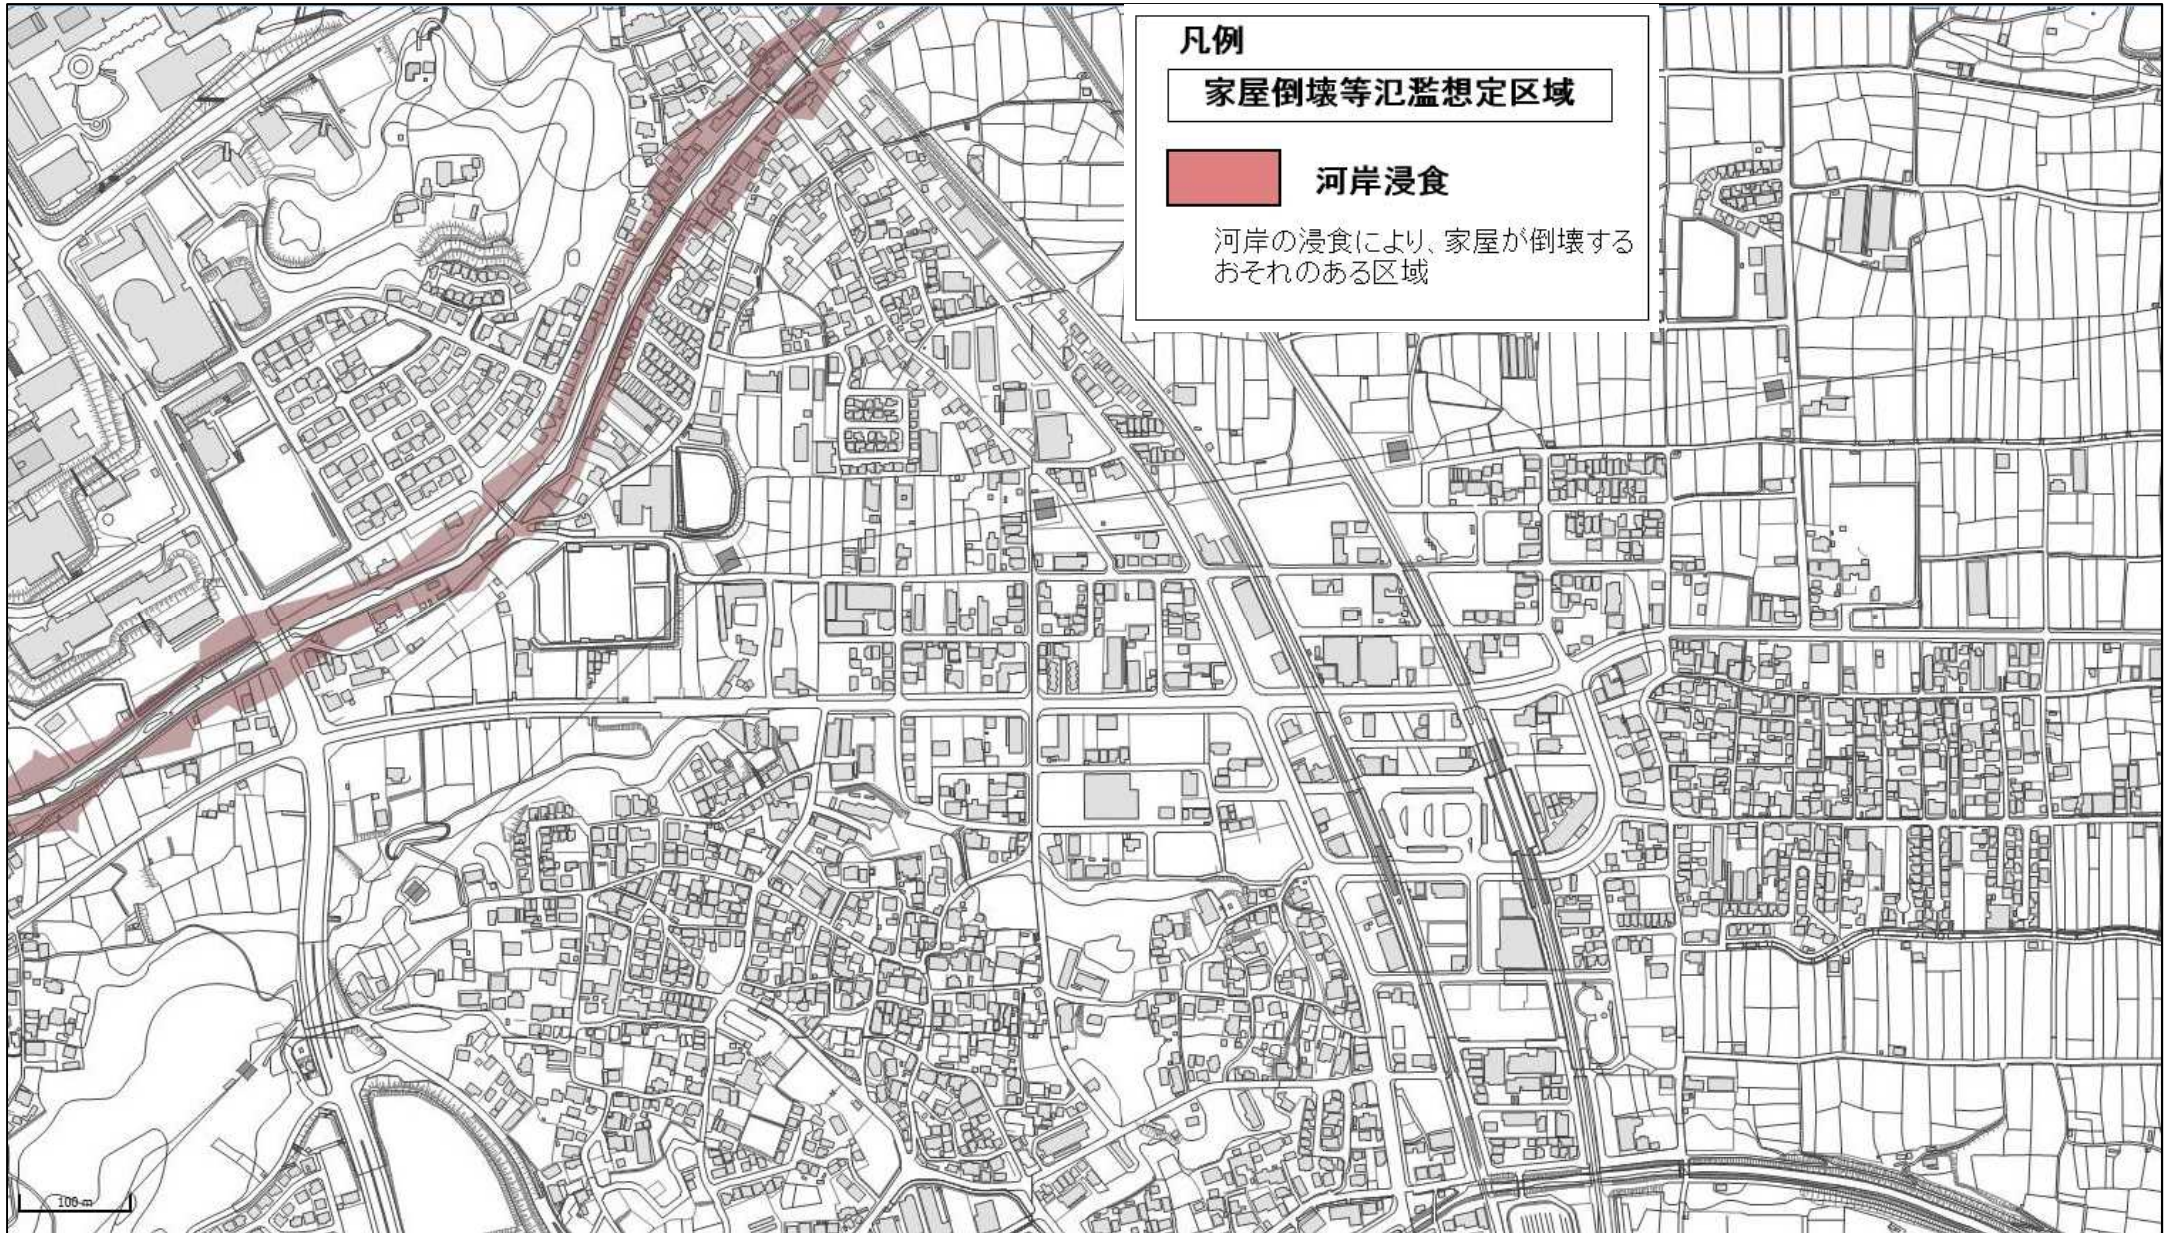 凡例
家屋倒壊等氾濫想定区域
河岸浸食
河岸の浸食により、家屋が倒壊する
おそれのある区域
100 m